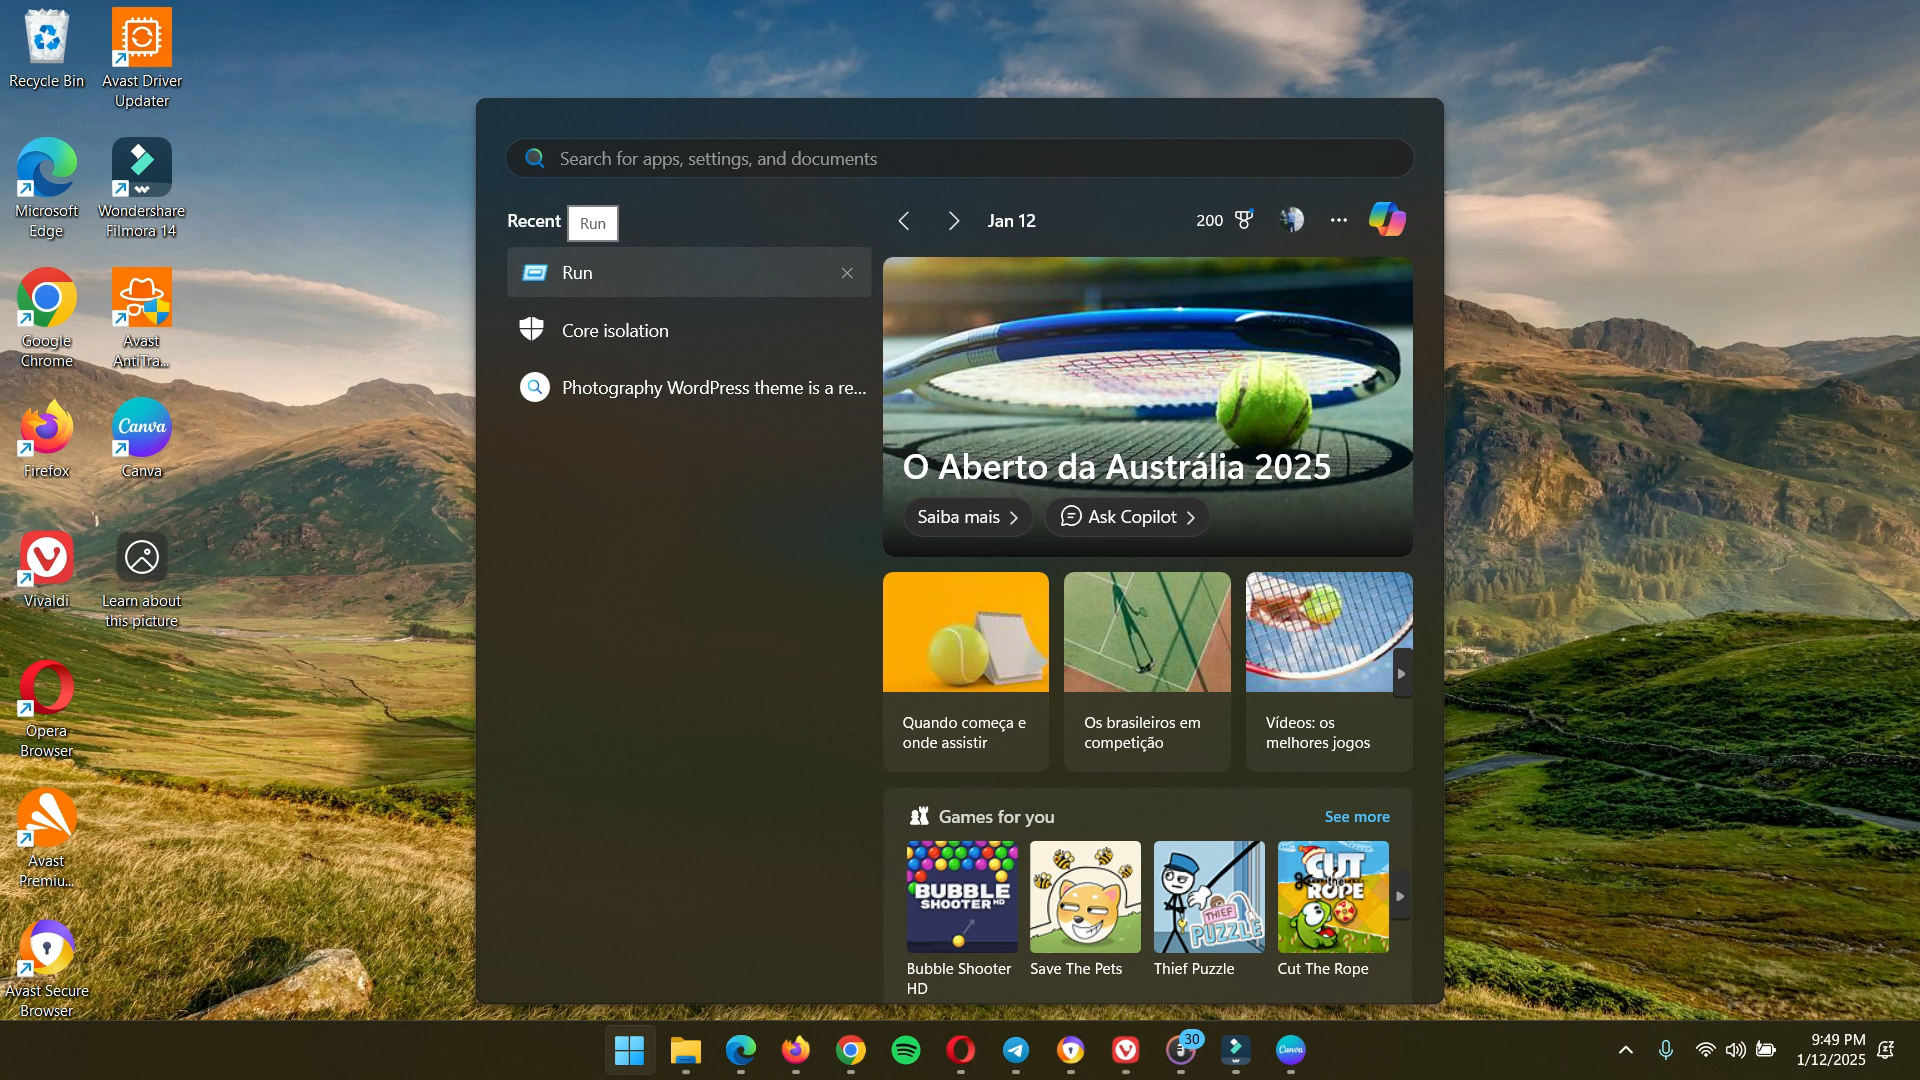 Recycle Bin
Avast Driver
Updater
Microsoft
Edge
Wondershare
Filmora 14
Google
Chrome
Avast
AntiTra...
Firefox
Canva
Canva
Vivaldi
Learn about
this picture
Opera
Browser
Avast
Premiu...
Avast Secure
Browser
Search for apps, settings, and documents
Recent
Run
Run
Core isolation
Photography WordPress theme is a re...
Jan 12
200
O Aberto da Austrália 2025
Saiba mais
Ask Copilot
Quando começa e
onde assistir
Os brasileiros em
competição
Vídeos: os
melhores jogos
Games for you
See more
BUBBLE
SHOOTER HD
THIEF
PUZZLE
CUT
THE
ROPE
Bubble Shooter
HD
Save The Pets
Thief Puzzle
Cut The Rope
30
Canva
9:49 PM
1/12/2025